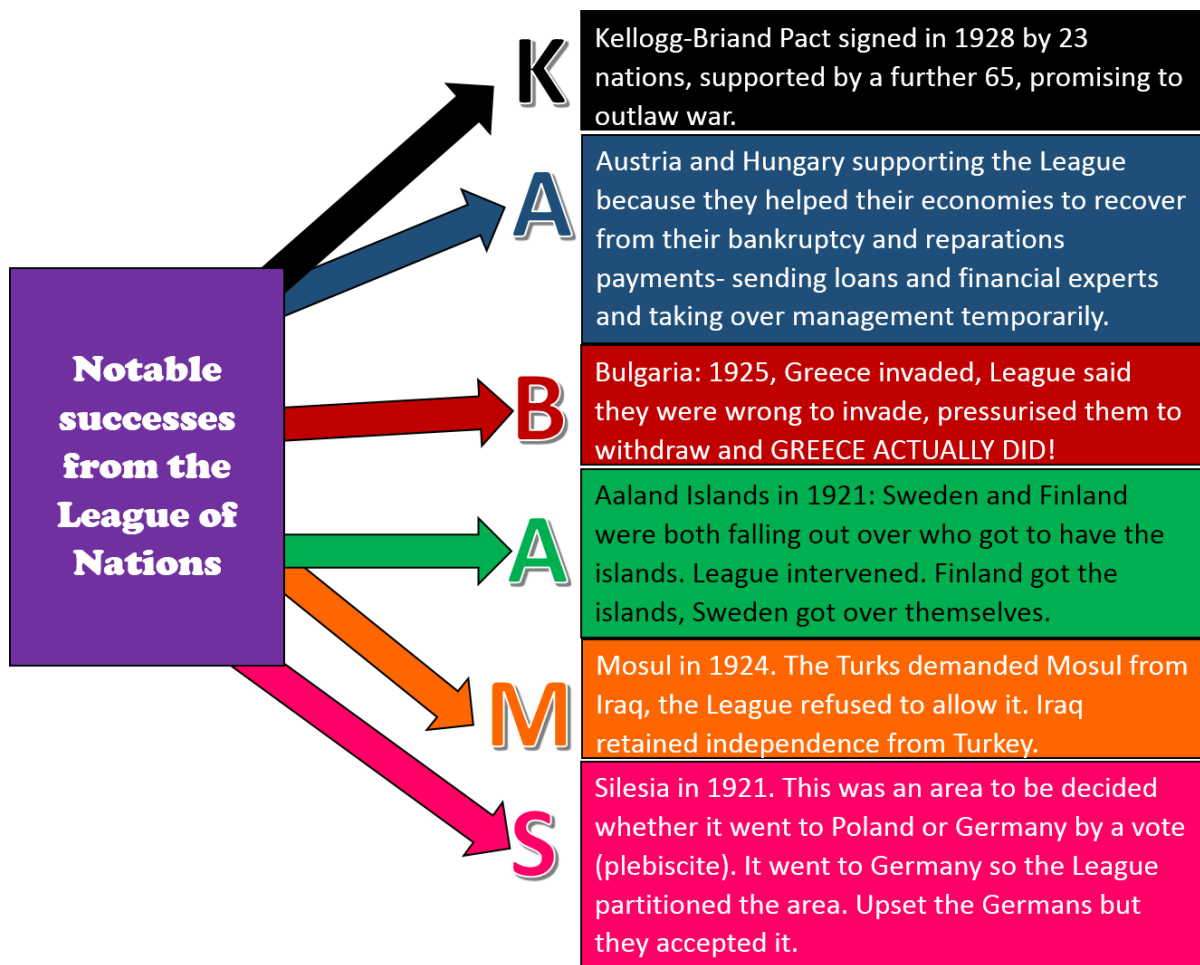 Notable
successes
from the
League of
Nations
K
Kellogg-Briand Pact signed in 1928 by 23
nations, supported by a further 65, promising to
outlaw war.
A
Austria and Hungary supporting the League
because they helped their economies to recover
from their bankruptcy and reparations
payments- sending loans and financial experts
and taking over management temporarily.
B
Bulgaria: 1925, Greece invaded, League said
they were wrong to invade, pressurised them to
withdraw and GREECE ACTUALLY DID!
A
Aaland Islands in 1921: Sweden and Finland
were both falling out over who got to have the
islands. League intervened. Finland got the
islands, Sweden got over themselves.
M
Mosul in 1924. The Turks demanded Mosul from
Iraq, the League refused to allow it. Iraq
retained independence from Turkey.
S
Silesia in 1921. This was an area to be decided
whether it went to Poland or Germany by a vote
(plebiscite). It went to Germany so the League
partitioned the area. Upset the Germans but
they accepted it.